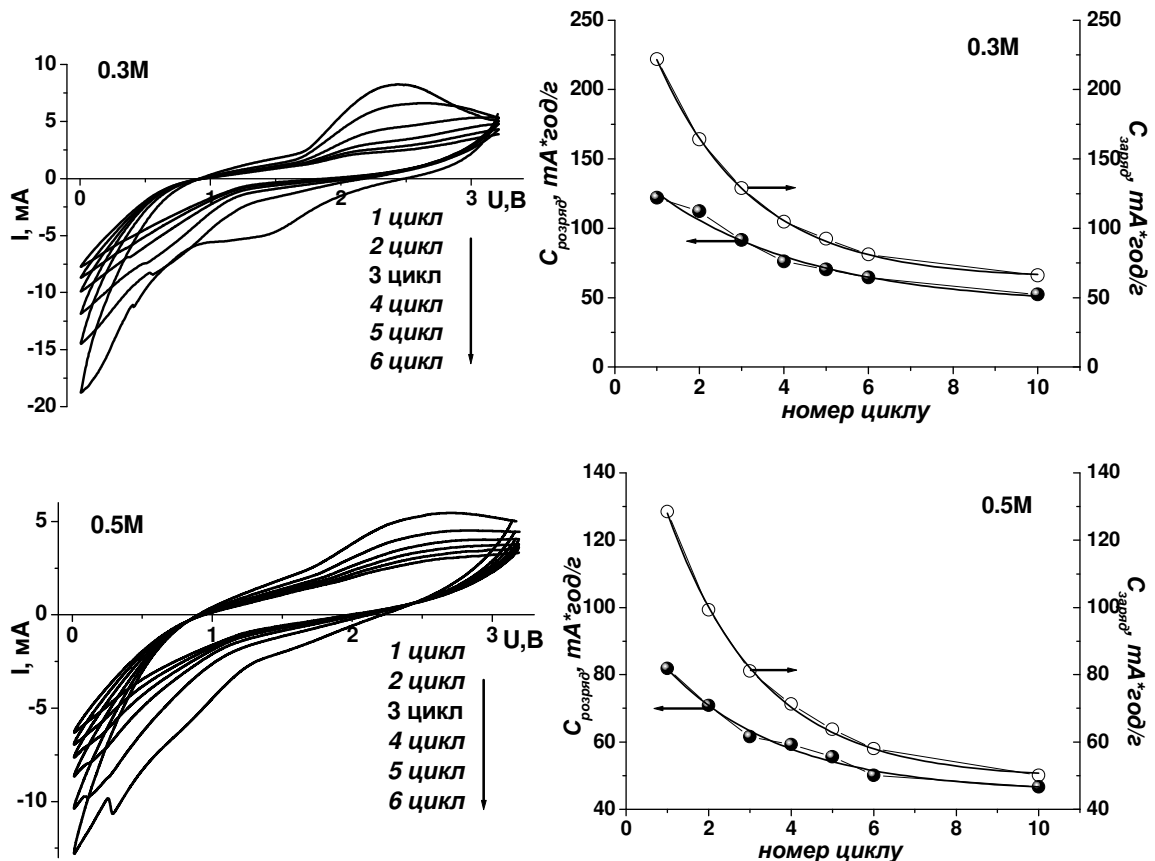 0.3M
I, мА
10
5
0
-5
-10
-15
-20
0
1
2
3
U,B
1 цикл
2 цикл
3 цикл
4 цикл
5 цикл
6 цикл
0.3M
C розряд, mA*год/г
250
200
150
100
50
0
0
2
4
6
8
10
номер циклу
250
200
150
100
50
0
C заряд, mA*год/г
0.5M
I, мА
5
0
-5
-10
0
1
2
3
U,B
1 цикл
2 цикл
3 цикл
4 цикл
5 цикл
6 цикл
0.5M
C розряд, mA*год/г
140
120
100
80
60
40
0
2
4
6
8
10
номер циклу
140
120
100
80
60
40
C заряд, mA*год/г